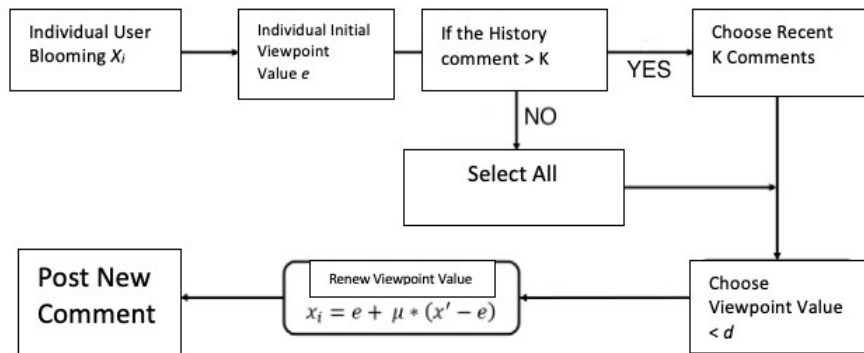 Individual User
Blooming Xi
Individual Initial
Viewpoint
Value e
If the History
comment > K
YES
Choose Recent
K Comments
NO
Select All
Choose
Viewpoint Value
< d
Renew Viewpoint Value
xᵢ = e + μ * (x′ − e)
Post New
Comment